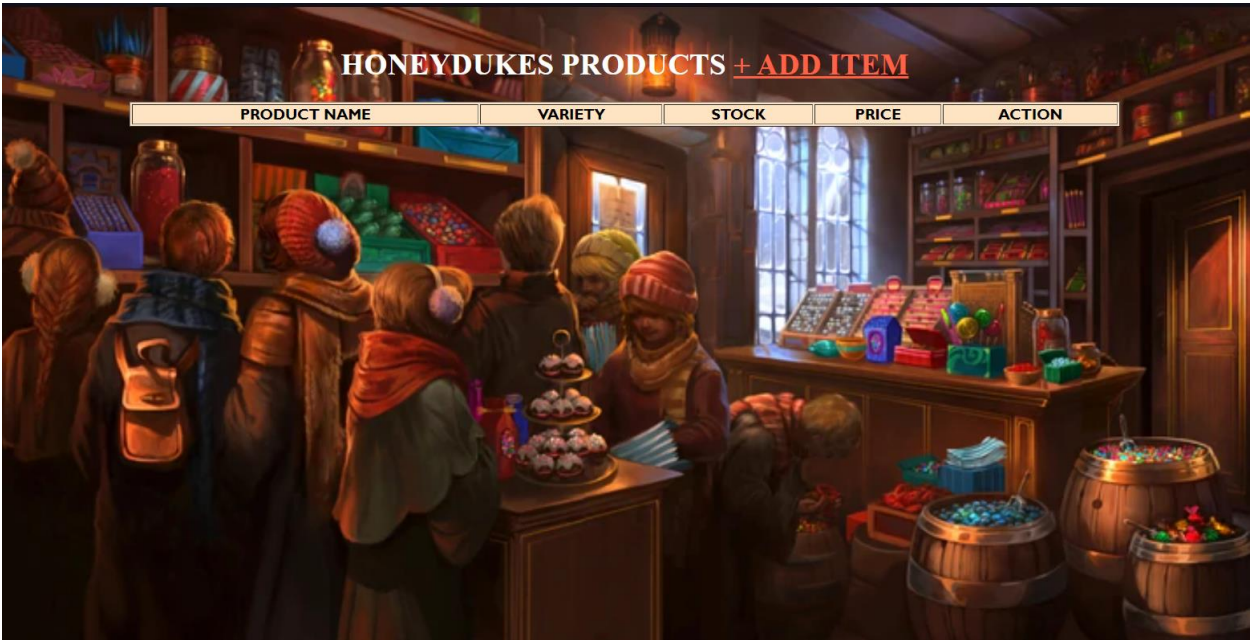 HONEYDUKES PRODUCTS + ADD ITEM
PRODUCT NAME VARIETY STOCK PRICE ACTION